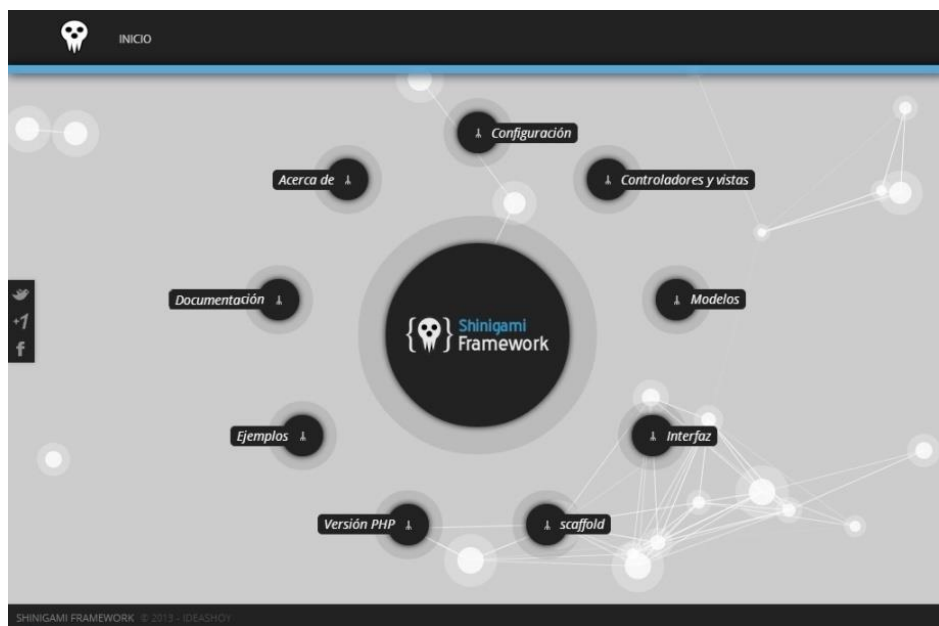 INICIO
Configuración
Acerca de
Controladores y vistas
Documentación
Modelos
+1
f
{ } Shinigami
Framework
Ejemplos
Interfaz
Versión PHP
scaffold
SHINIGAMI FRAMEWORK © 2013 - IDEASHOY